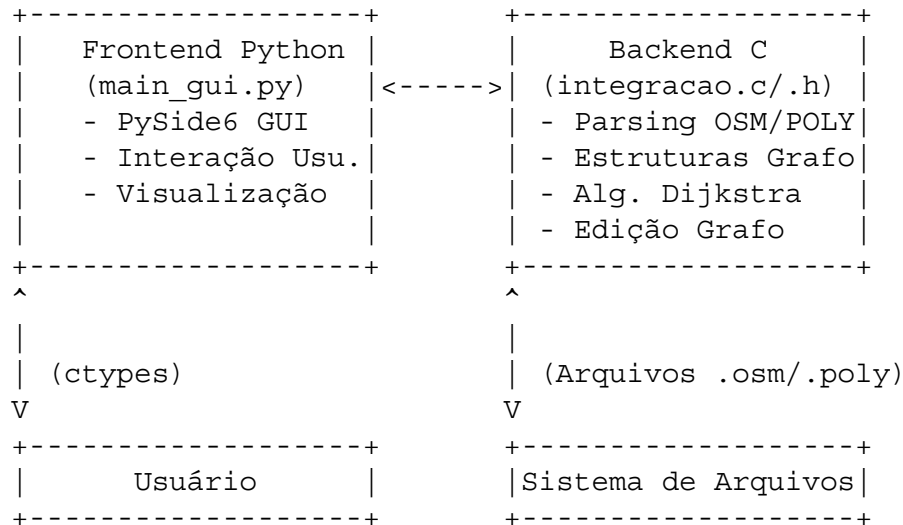 +-------------------+       +-------------------+
|   Frontend Python |       |     Backend C     |
|   (main_gui.py)   |<----->| (integracao.c/.h) |
|   - PySide6 GUI   |       | - Parsing OSM/POLY|
|   - Interação Usu.|       | - Estruturas Grafo|
|   - Visualização  |       | - Alg. Dijkstra   |
|                   |       | - Edição Grafo    |
+-------------------+       +-------------------+
^                           ^
|                           |
| (ctypes)                  | (Arquivos .osm/.poly)
V                           V
+-------------------+       +-------------------+
|      Usuário      |       |Sistema de Arquivos|
+-------------------+       +-------------------+